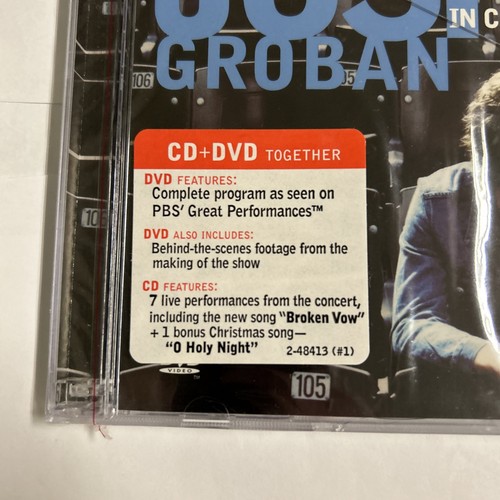 JOSH
IN C
GROBAN
106
105
CD+DVD TOGETHER
DVD FEATURES:
Complete program as seen on
PBS' Great Performances™
DVD ALSO INCLUDES:
Behind-the-scenes footage from the
making of the show
CD FEATURES:
7 live performances from the concert,
including the new song "Broken Vow"
+ 1 bonus Christmas song—
"O Holy Night"
2-48413 (#1)
VIDEO
105